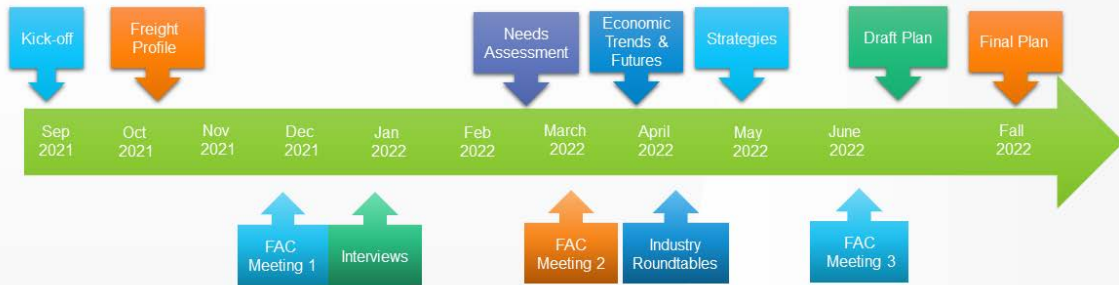 Kick-off
Freight
Profile
Needs
Assessment
Economic
Trends &
Futures
Strategies
Draft Plan
Final Plan
Sep
2021
Oct
2021
Nov
2021
Dec
2021
Jan
2022
Feb
2022
March
2022
April
2022
May
2022
June
2022
Fall
2022
FAC
Meeting 1
Interviews
FAC
Meeting 2
Industry
Roundtables
FAC
Meeting 3